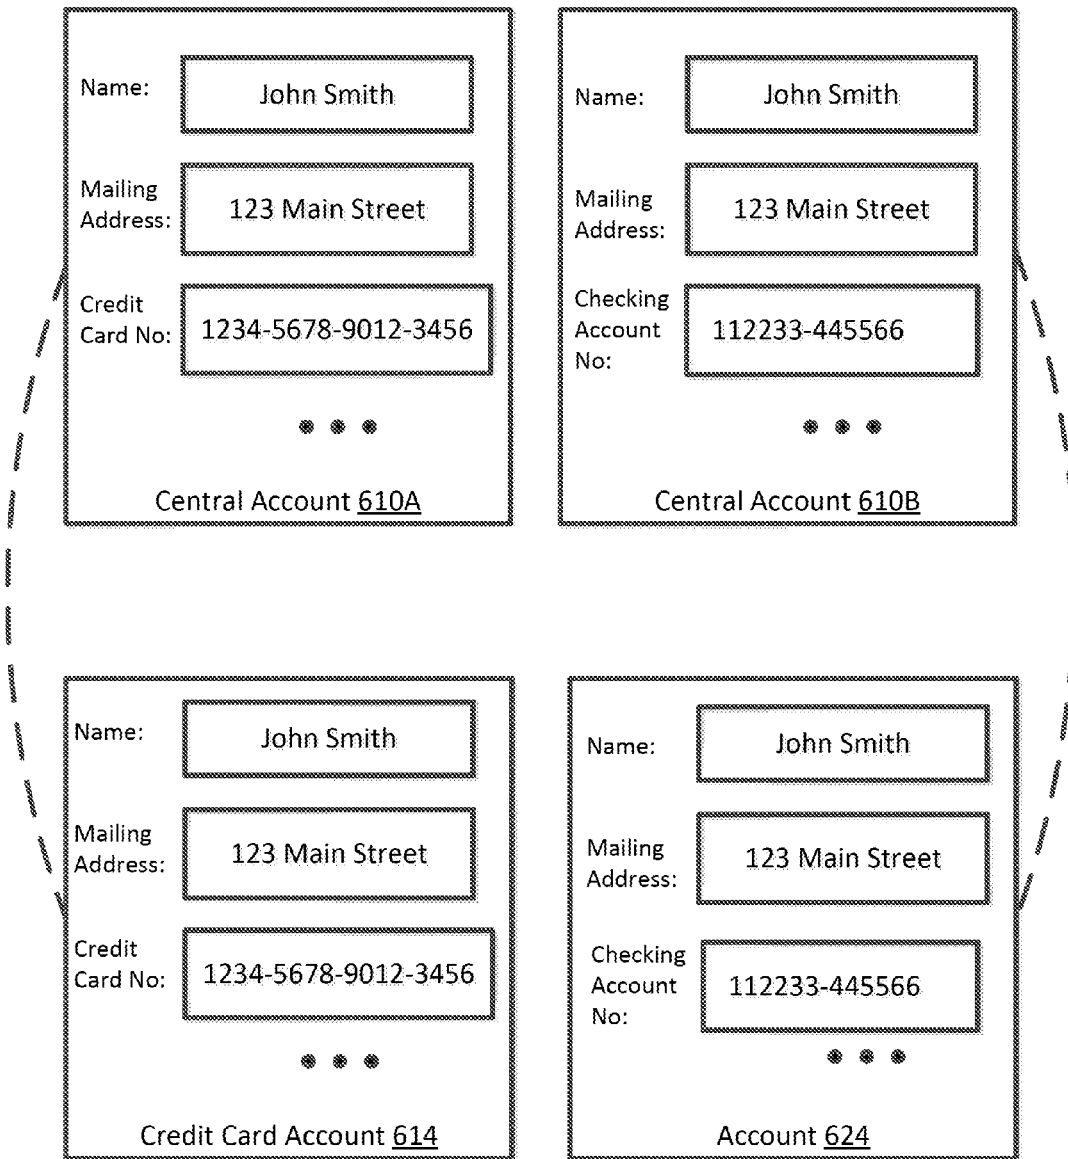 Name:
John Smith
Mailing
Address:
123 Main Street
Credit
Card No:
1234-5678-9012-3456
Central Account 610A
Name:
John Smith
Mailing
Address:
123 Main Street
Checking
Account
No:
112233-445566
Central Account 610B
Name:
John Smith
Mailing
Address:
123 Main Street
Credit
Card No:
1234-5678-9012-3456
Credit Card Account 614
Name:
John Smith
Mailing
Address:
123 Main Street
Checking
Account
No:
112233-445566
Account 624